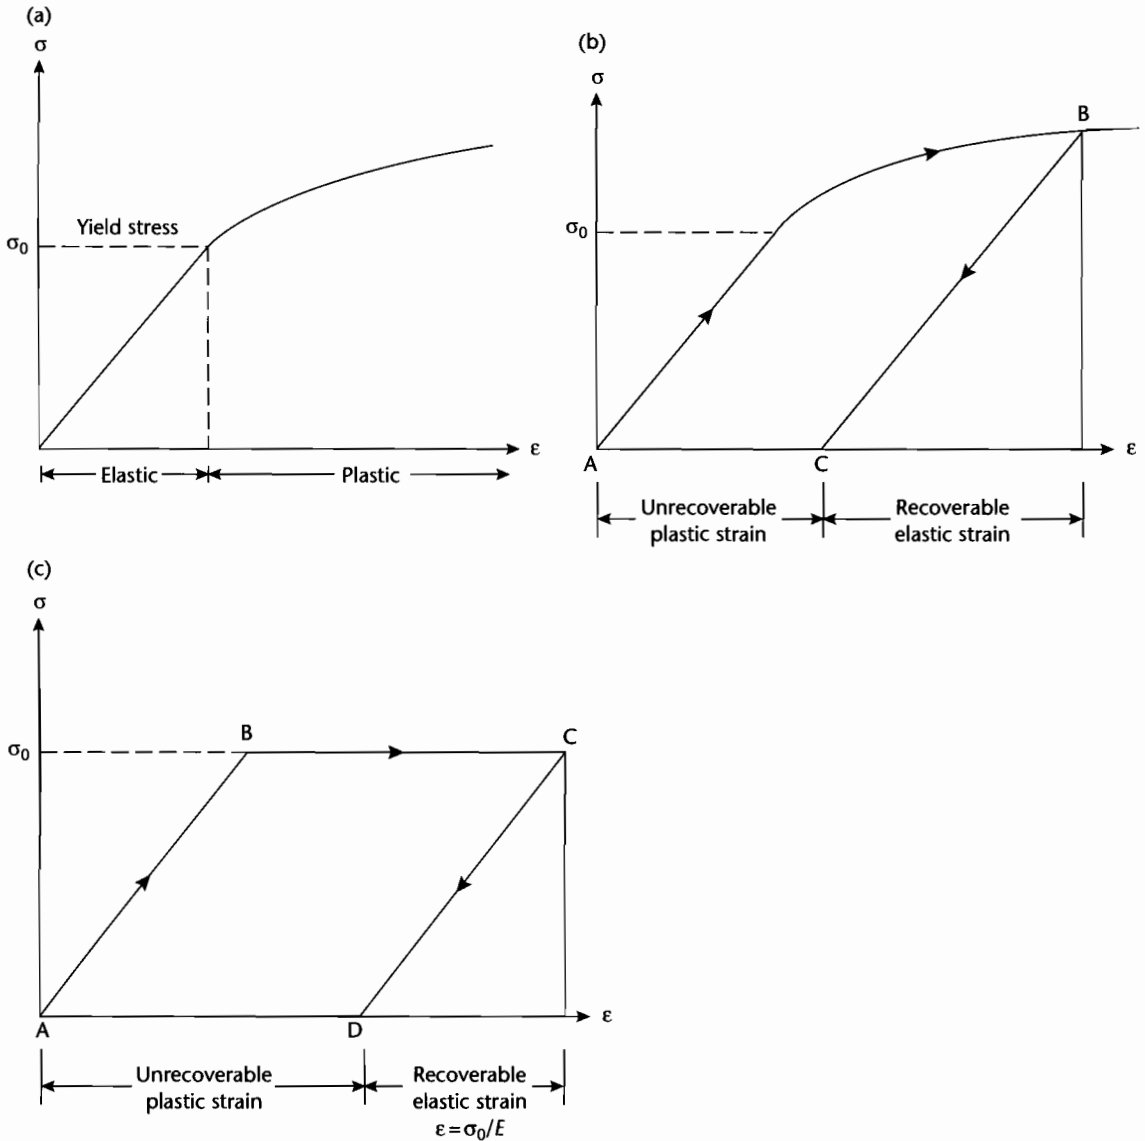 (a)
σ
Yield stress
σ0
ε
Elastic
Plastic
(b)
σ
B
σ0
A
C
ε
Unrecoverable
plastic strain
Recoverable
elastic strain
(c)
σ
B
C
σ0
A
D
ε
Unrecoverable
plastic strain
Recoverable
elastic strain
ε = σ0/E